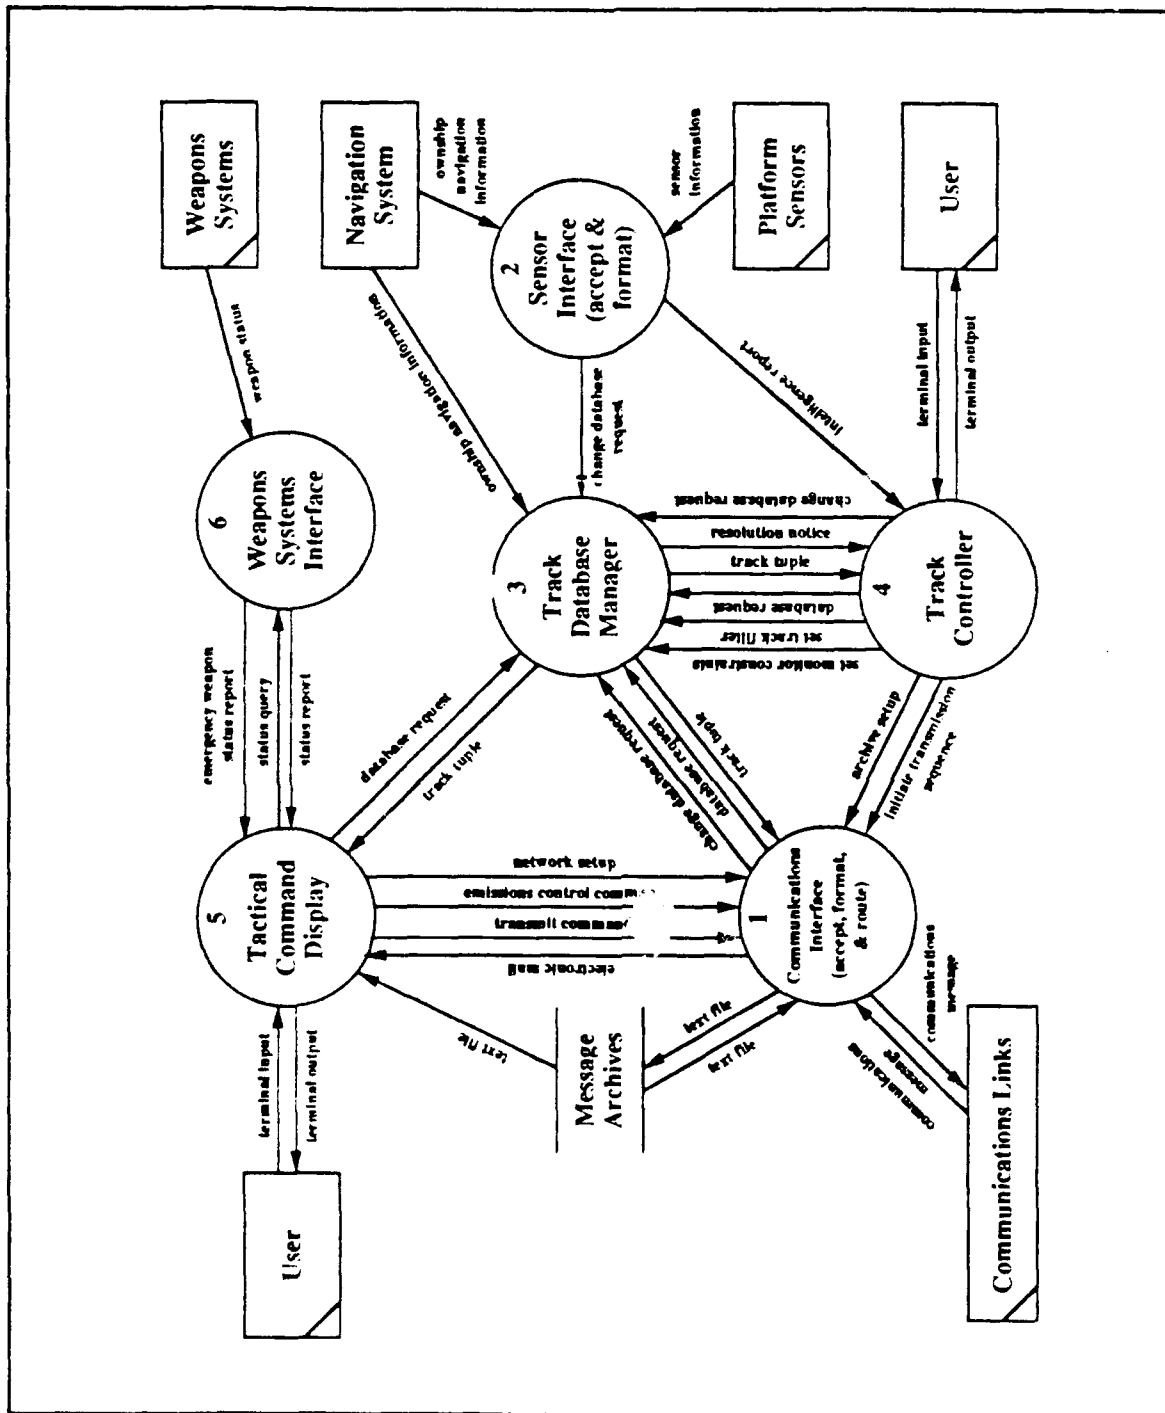 User
terminal input
terminal output
5
Tactical
Command
Display
emergency weapon
status report
status query
status report
6
Weapons
Systems
Interface
weapon status
Weapons
Systems
text file
Message
Archives
text file
text file
network setup
emissions control
transmit
electronic mail
database request
track tuple
3
Track
Database
Manager
ownship navigation information
Navigation
System
ownship
navigation
information
change database
request
2
Sensor
Interface
(accept &
format)
sensor
information
Platform
Sensors
Communications Links
communications
message
communications
message
1
Communications
Interface
(accept, format,
& route)
change database request
database request
track tuple
archive setup
initiate transmission
sequence
set monitor constraints
set track filter
database request
track tuple
resolution notice
change database request
4
Track
Controller
intelligence report
terminal input
terminal output
User